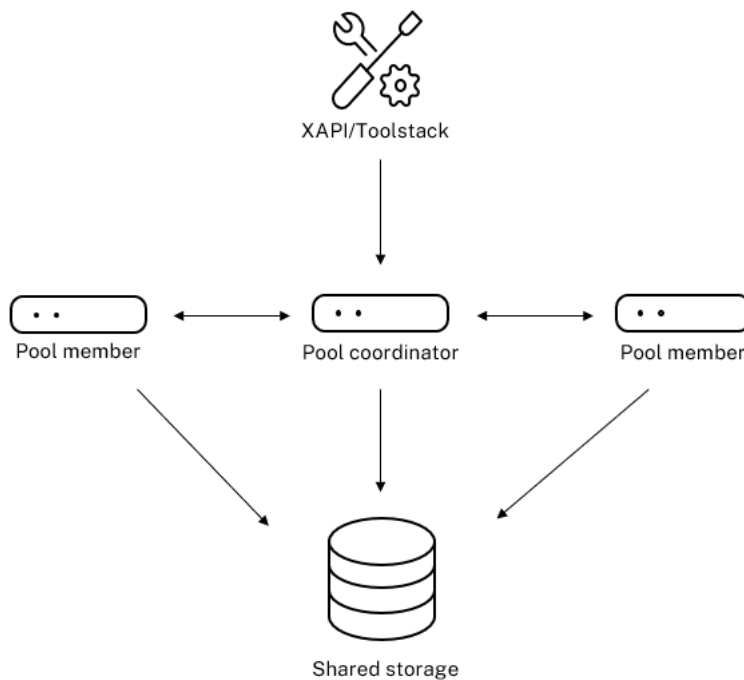 XAPI/Toolstack
Pool member
Pool coordinator
Pool member
Shared storage